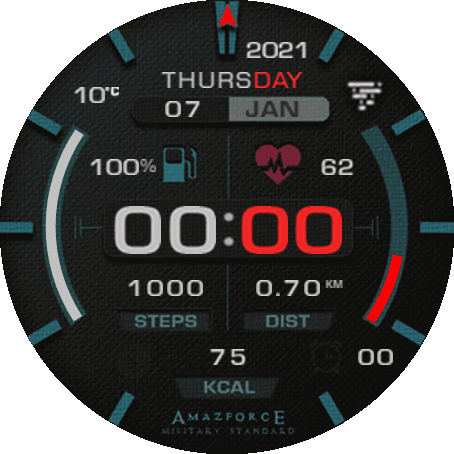 2021
THURSDAY
10°C
07 JAN
100% 62
00:00
1000 0.70 KM
STEPS DIST
75 00
KCAL
AMAZFORCE
MILITARY STANDARD